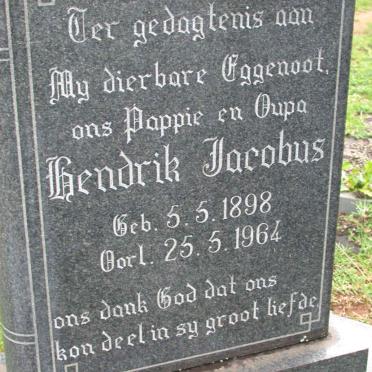 Ter gedagtenis aan
My dierbare Eggenoot,
ons Pappie en Oupa
Hendrik Jacobus
Geb. 5.5.1898
Oorl. 25.5.1964
ons dank God dat ons
kon deel in sy groot liefde